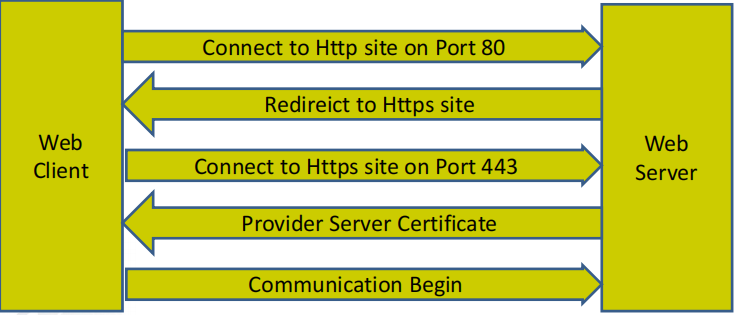 Connect to Http site on Port 80
Redireict to Https site
Web
Client
Web
Server
Connect to Https site on Port 443
Provider Server Certificate
Communication Begin